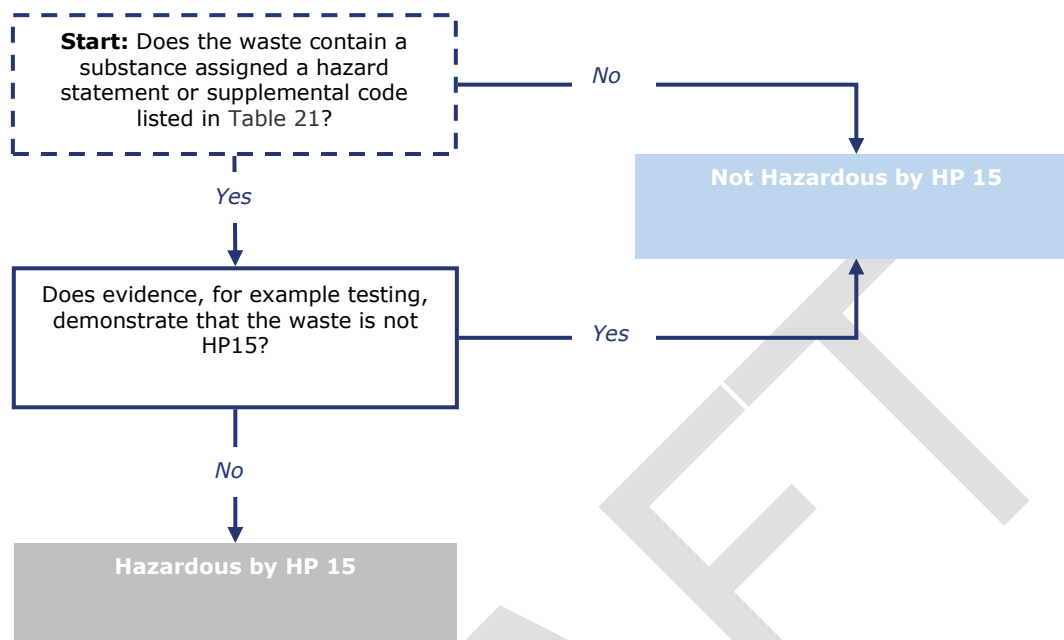 Start: Does the waste contain a
substance assigned a hazard
statement or supplemental code
listed in Table 21?
No
Not Hazardous by HP 15
Yes
Does evidence, for example testing,
demonstrate that the waste is not
HP15?
Yes
No
Hazardous by HP 15